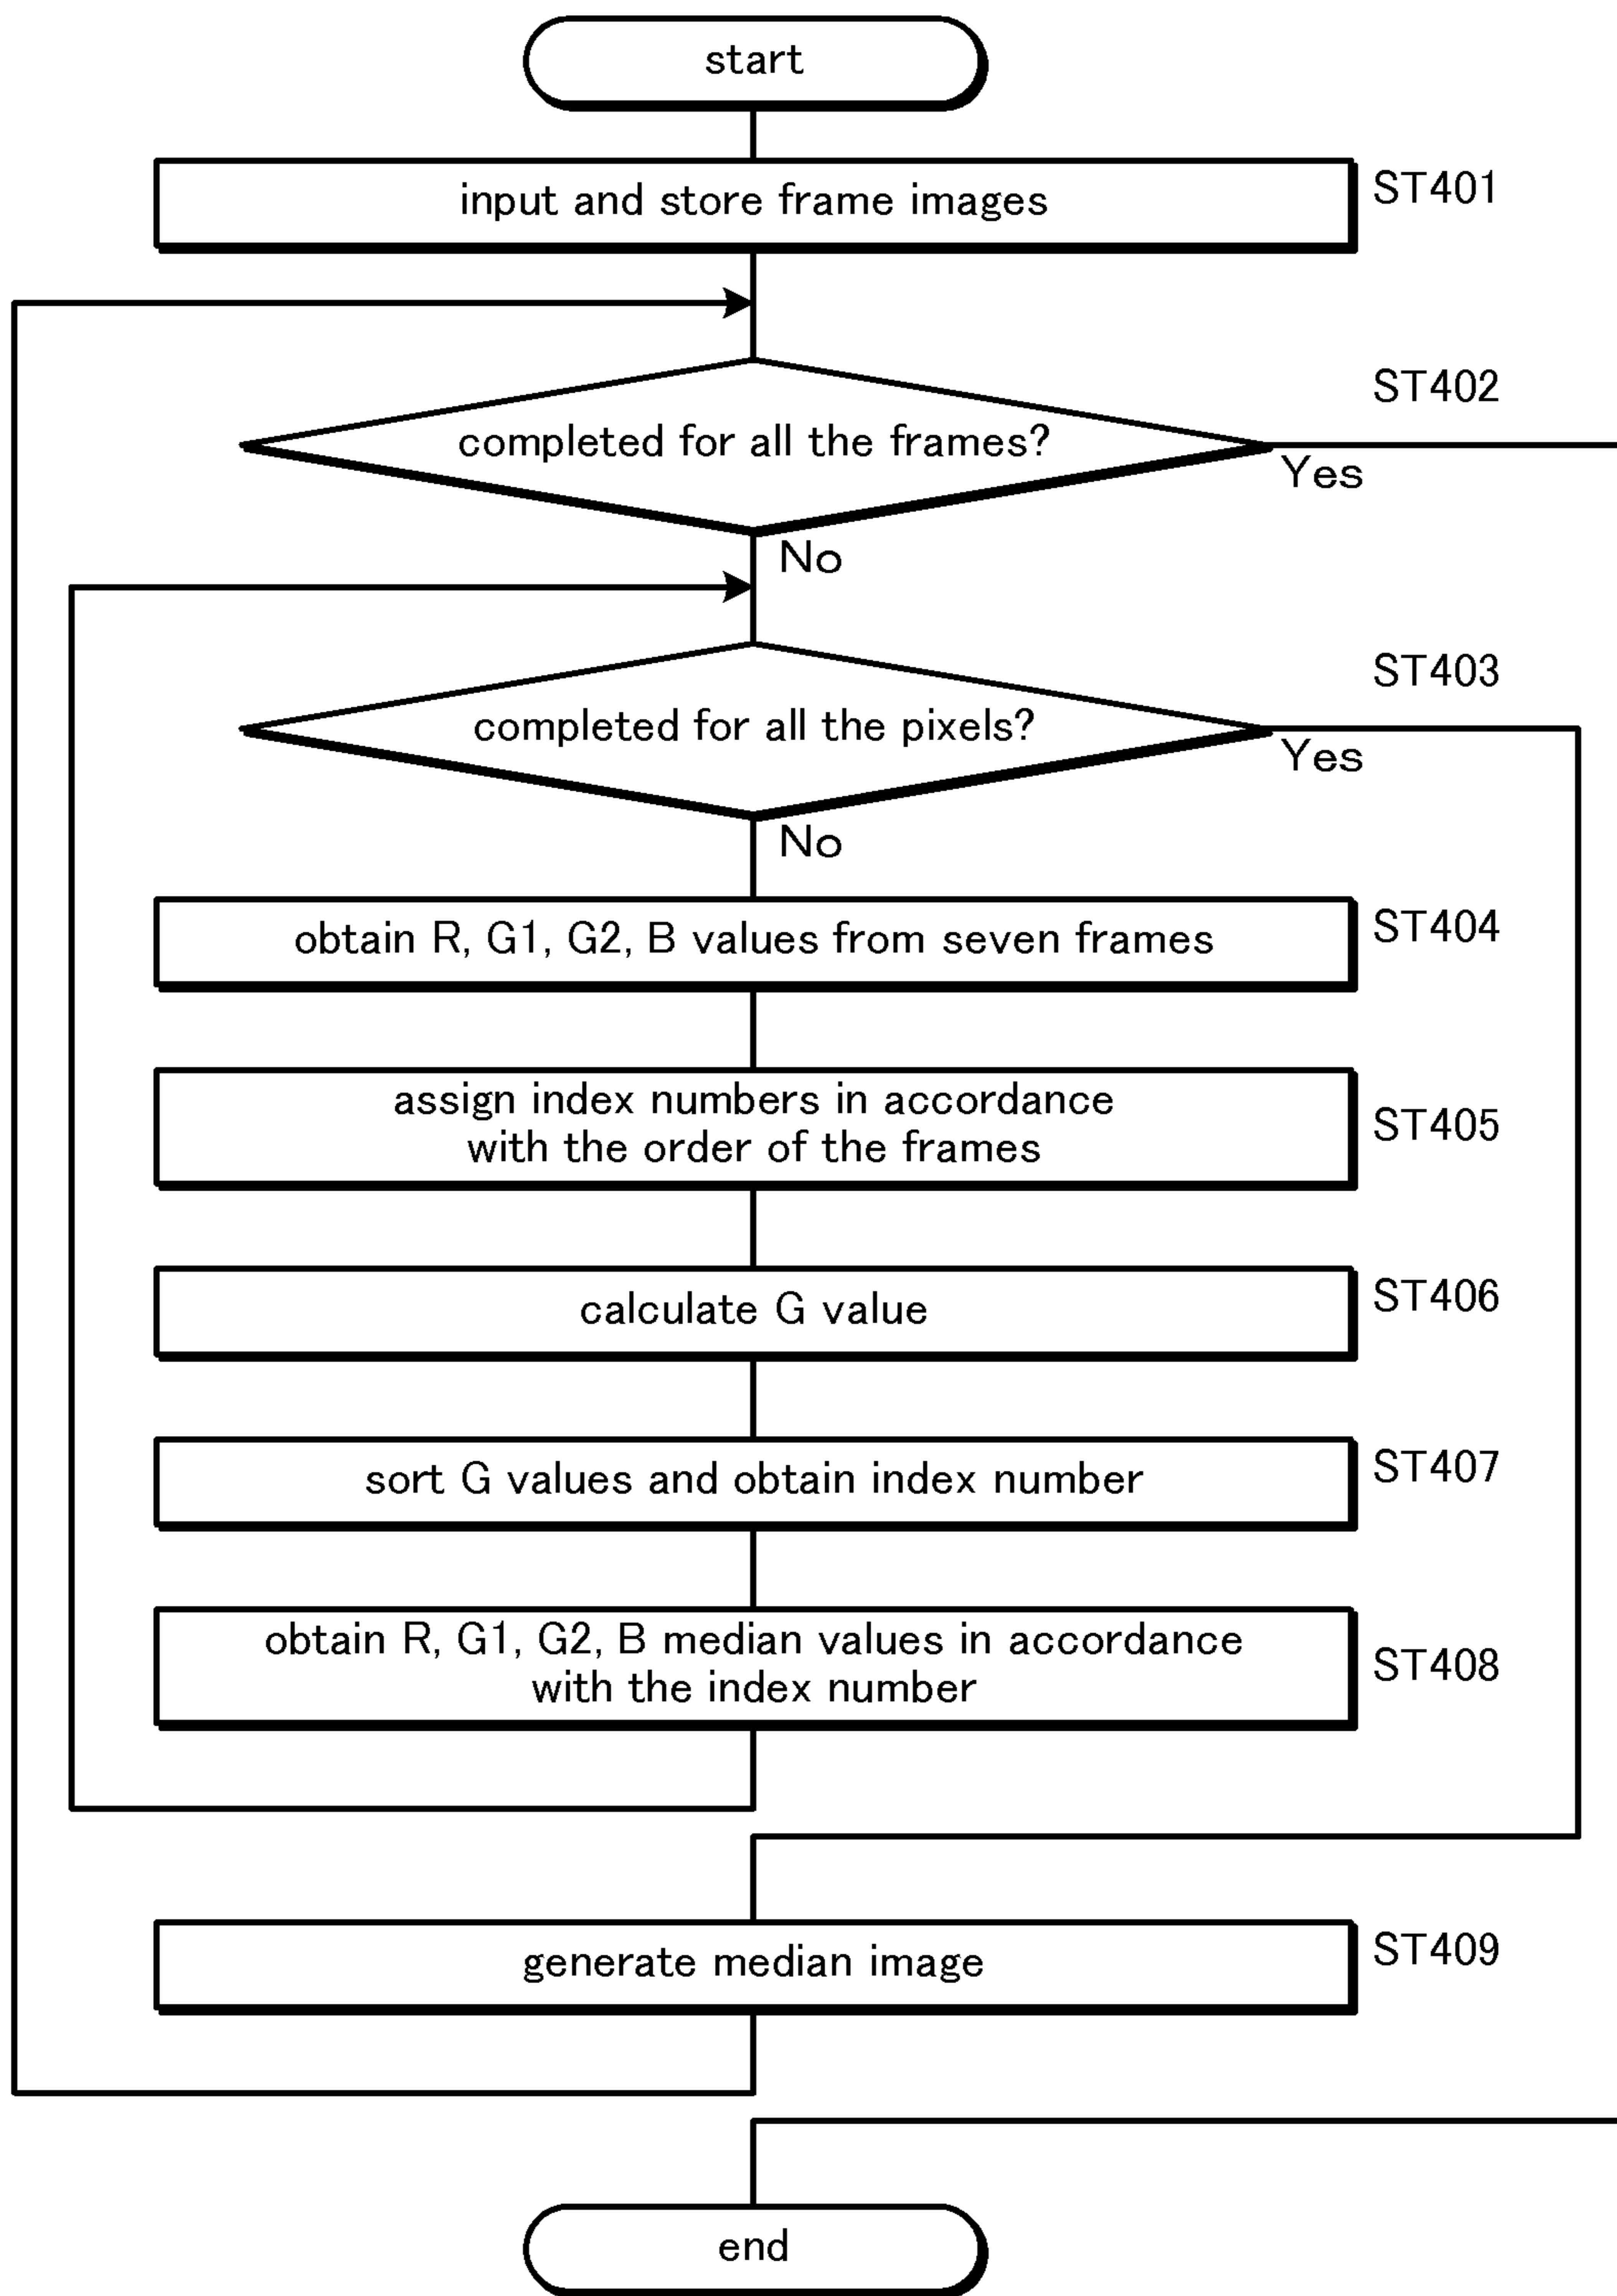 start
input and store frame images
ST401
ST402
completed for all the frames?
Yes
No
ST403
completed for all the pixels?
Yes
No
obtain R, G1, G2, B values from seven frames
ST404
assign index numbers in accordance
with the order of the frames
ST405
calculate G value
ST406
sort G values and obtain index number
ST407
obtain R, G1, G2, B median values in accordance
with the index number
ST408
generate median image
ST409
end